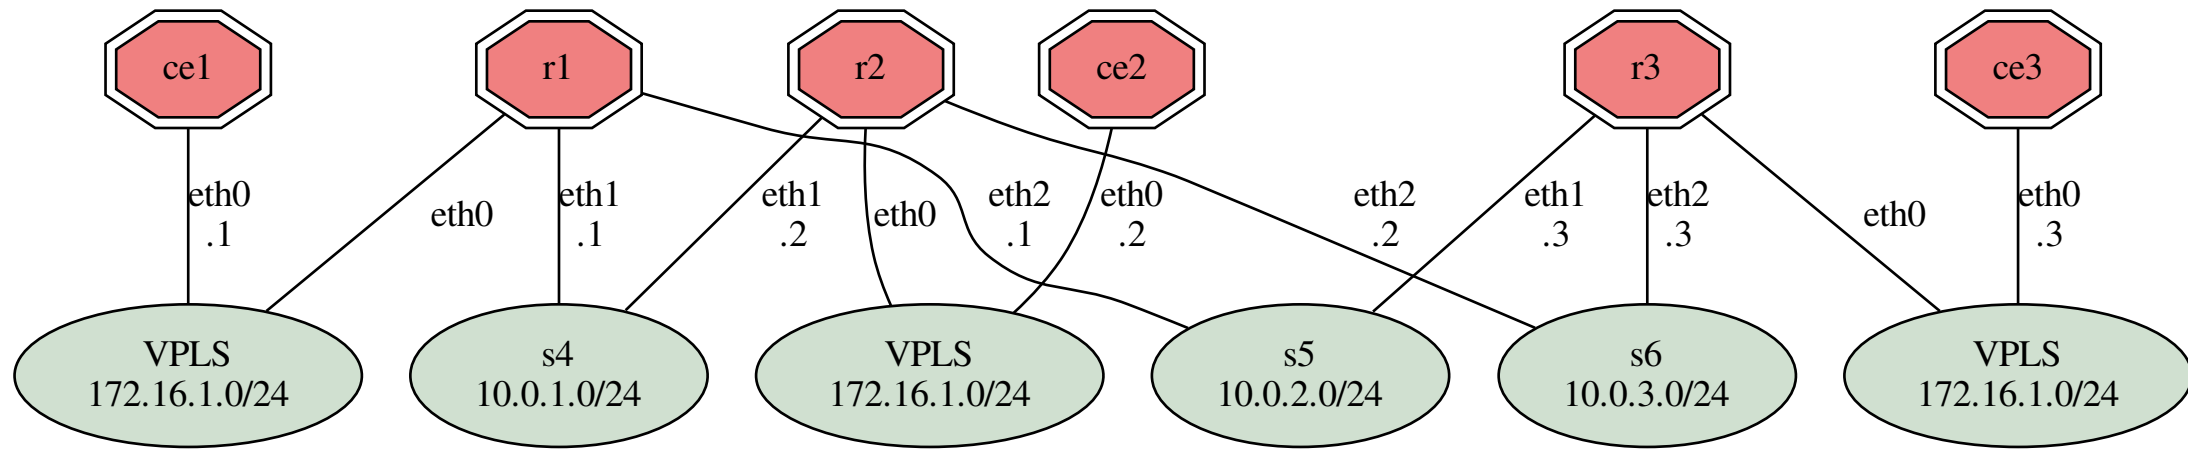 ce1
r1
r2
ce2
r3
ce3
eth0
.1
eth0
eth1
.1
eth1
.2
eth0
eth2
.1
eth0
.2
eth2
.2
eth1
.3
eth2
.3
eth0
eth0
.3
VPLS
172.16.1.0/24
s4
10.0.1.0/24
VPLS
172.16.1.0/24
s5
10.0.2.0/24
s6
10.0.3.0/24
VPLS
172.16.1.0/24